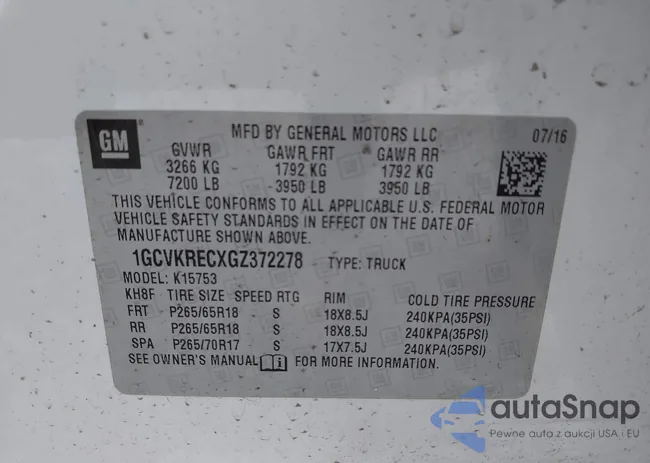 GM ®
MFD BY GENERAL MOTORS LLC 07/16
GVWR GAWR FRT GAWR RR
3266 KG 1792 KG 1792 KG
7200 LB 3950 LB 3950 LB
THIS VEHICLE CONFORMS TO ALL APPLICABLE U.S. FEDERAL MOTOR
VEHICLE SAFETY STANDARDS IN EFFECT ON THE DATE OF
MANUFACTURE SHOWN ABOVE.
1GCVKRECXGZ372278 TYPE: TRUCK
MODEL: K15753
KH8F TIRE SIZE SPEED RTG RIM COLD TIRE PRESSURE
FRT P265/65R18 S 18X8.5J 240KPA(35PSI)
RR P265/65R18 S 18X8.5J 240KPA(35PSI)
SPA P265/70R17 S 17X7.5J 240KPA(35PSI)
SEE OWNER'S MANUAL FOR MORE INFORMATION.
autaSnap
Pewne auta z aukcji USA i EU